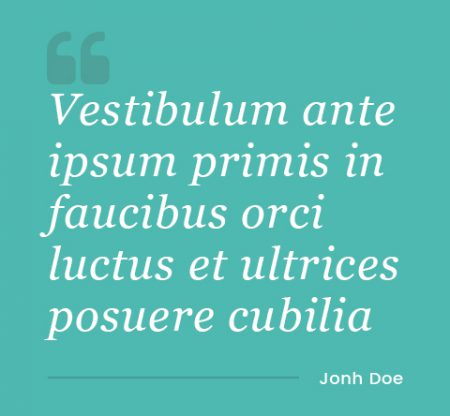 Vestibulum ante
ipsum primis in
faucibus orci
luctus et ultrices
posuere cubilia
Jonh Doe